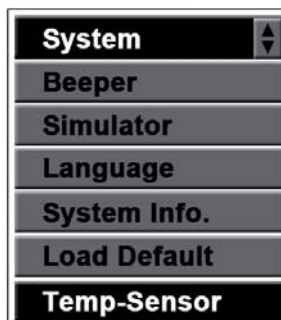 System
Beeper
Simulator
Language
System Info.
Load Default
Temp-Sensor